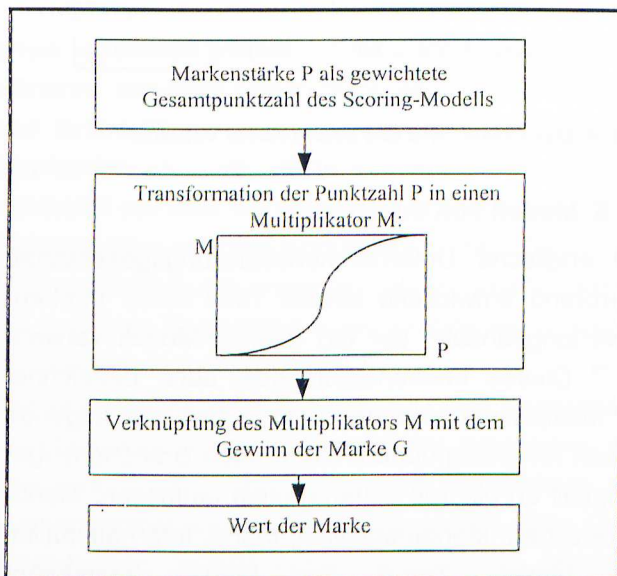 Markenstärke P als gewichtete
Gesamtpunktzahl des Scoring-Modells
Transformation der Punktzahl P in einen
Multiplikator M:
M
P
Verknüpfung des Multiplikators M mit dem
Gewinn der Marke G
Wert der Marke